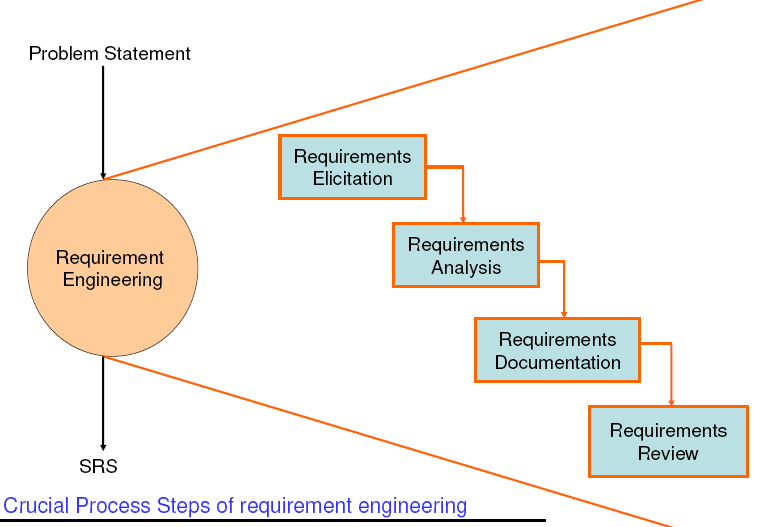 Problem Statement
Requirements
Elicitation
Requirement
Engineering
Requirements
Analysis
Requirements
Documentation
Requirements
Review
SRS
Crucial Process Steps of requirement engineering